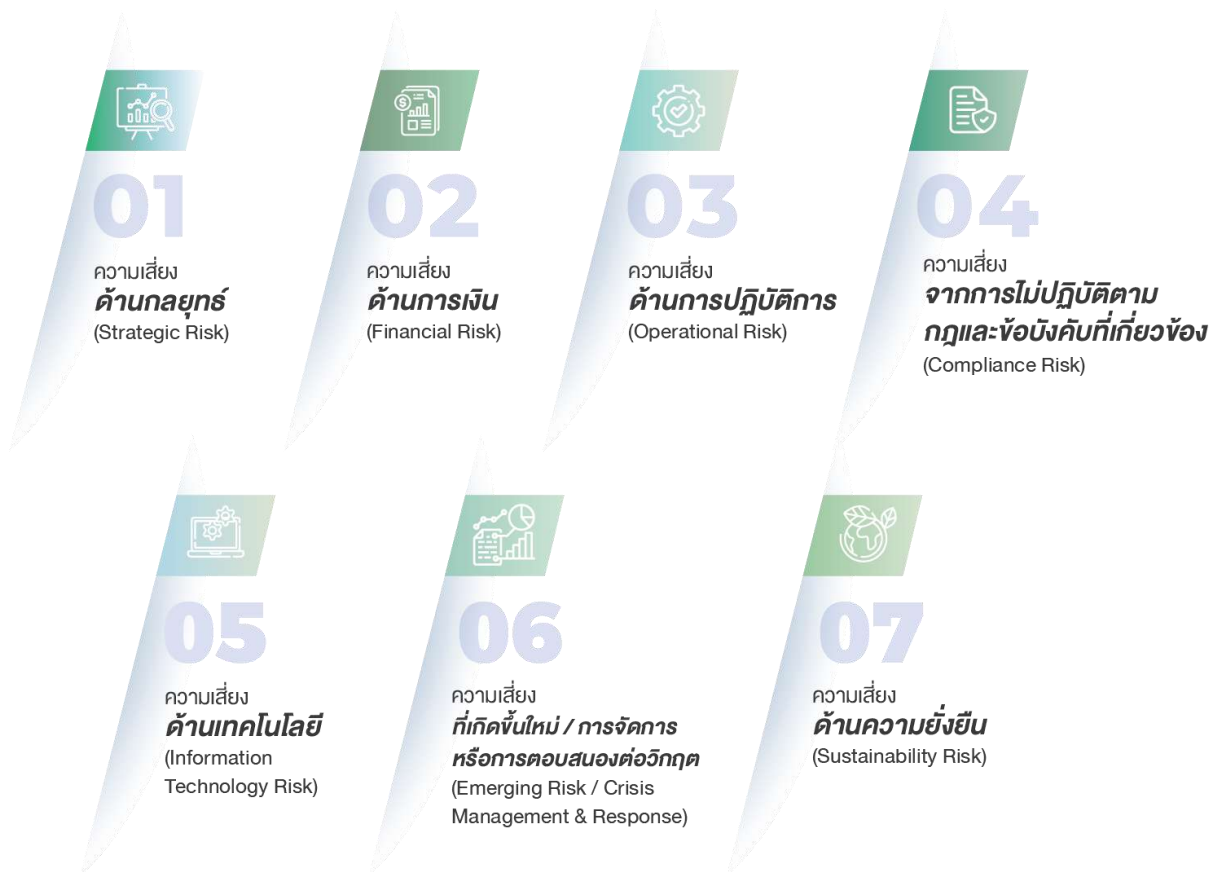 01
ความเสี่ยง
ด้านกลยุทธ์
(Strategic Risk)
02
ความเสี่ยง
ด้านการเงิน
(Financial Risk)
03
ความเสี่ยง
ด้านการปฏิบัติการ
(Operational Risk)
04
ความเสี่ยง
จากการไม่ปฏิบัติตาม
กฎและข้อบังคับที่เกี่ยวข้อง
(Compliance Risk)
05
ความเสี่ยง
ด้านเทคโนโลยี
(Information
Technology Risk)
06
ความเสี่ยง
ที่เกิดขึ้นใหม่ / การจัดการ
หรือการตอบสนองต่อวิกฤต
(Emerging Risk / Crisis
Management & Response)
07
ความเสี่ยง
ด้านความยั่งยืน
(Sustainability Risk)